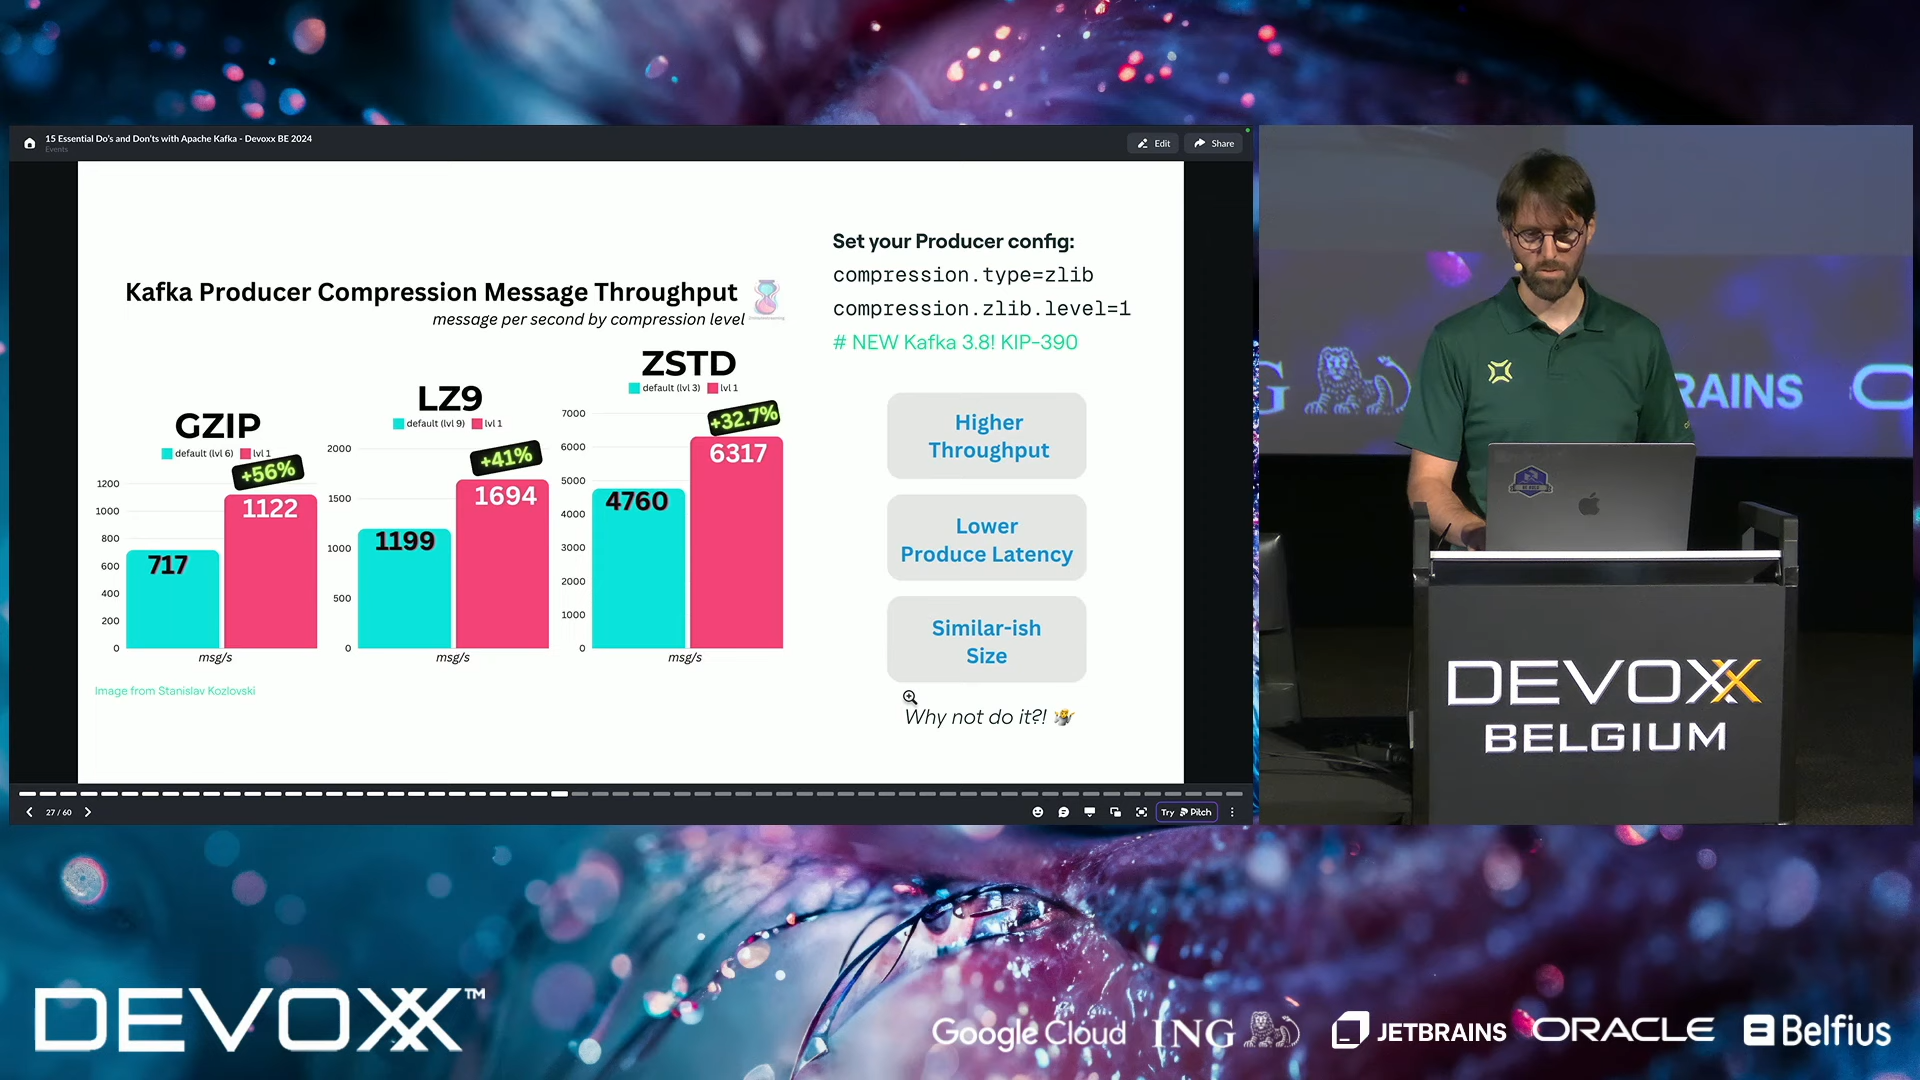 15 Essential Do's and Don'ts with Apache Kafka - Devoxx BE 2024
Events
Edit
Share
Kafka Producer Compression Message Throughput
message per second by compression level
GZIP
default (lvl 6)
lvl 1
+56%
1200
1000
800
600
400
200
0
717
1122
msg/s
LZ9
default (lvl 9)
lvl 1
+41%
2000
1500
1000
500
0
1199
1694
msg/s
ZSTD
default (lvl 3)
lvl 1
+32.7%
7000
6000
5000
4000
3000
2000
1000
0
4760
6317
msg/s
Image from Stanislav Kozlovski
Set your Producer config:
compression.type=zlib
compression.zlib.level=1
# NEW Kafka 3.8! KIP-390
Higher
Throughput
Lower
Produce Latency
Similar-ish
Size
Why not do it?!
27 / 60
Try Pitch
G
RAINS
O
DEVOXX
BELGIUM
DEVOXX™
Google Cloud
ING
JETBRAINS
ORACLE
Belfius